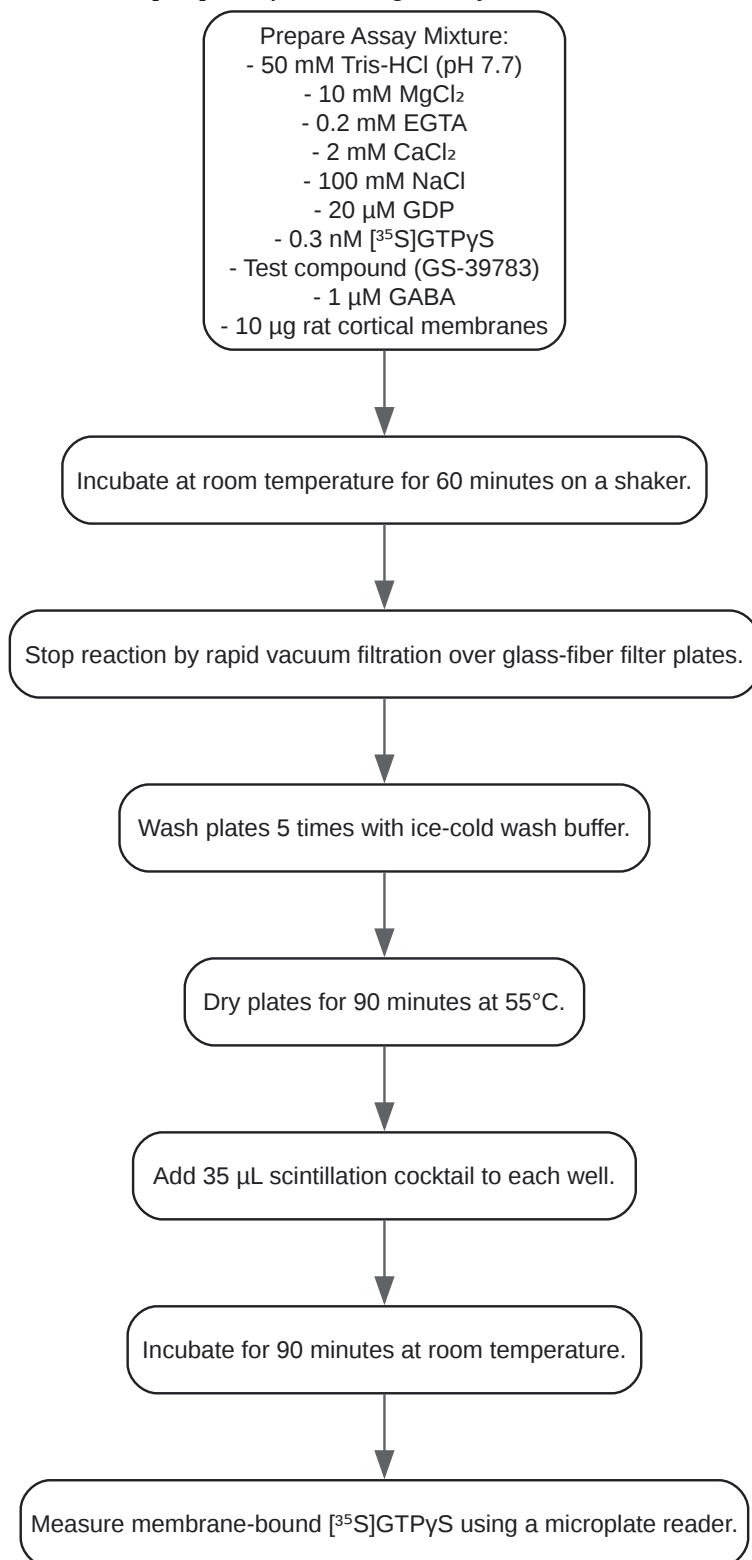 Prepare Assay Mixture:
- 50 mM Tris-HCl (pH 7.7)
- 10 mM MgCl₂
- 0.2 mM EGTA
- 2 mM CaCl₂
- 100 mM NaCl
- 20 µM GDP
- 0.3 nM [³⁵S]GTPγS
- Test compound (GS-39783)
- 1 µM GABA
- 10 µg rat cortical membranes
Incubate at room temperature for 60 minutes on a shaker.
Stop reaction by rapid vacuum filtration over glass-fiber filter plates.
Wash plates 5 times with ice-cold wash buffer.
Dry plates for 90 minutes at 55°C.
Add 35 µL scintillation cocktail to each well.
Incubate for 90 minutes at room temperature.
Measure membrane-bound [³⁵S]GTPγS using a microplate reader.